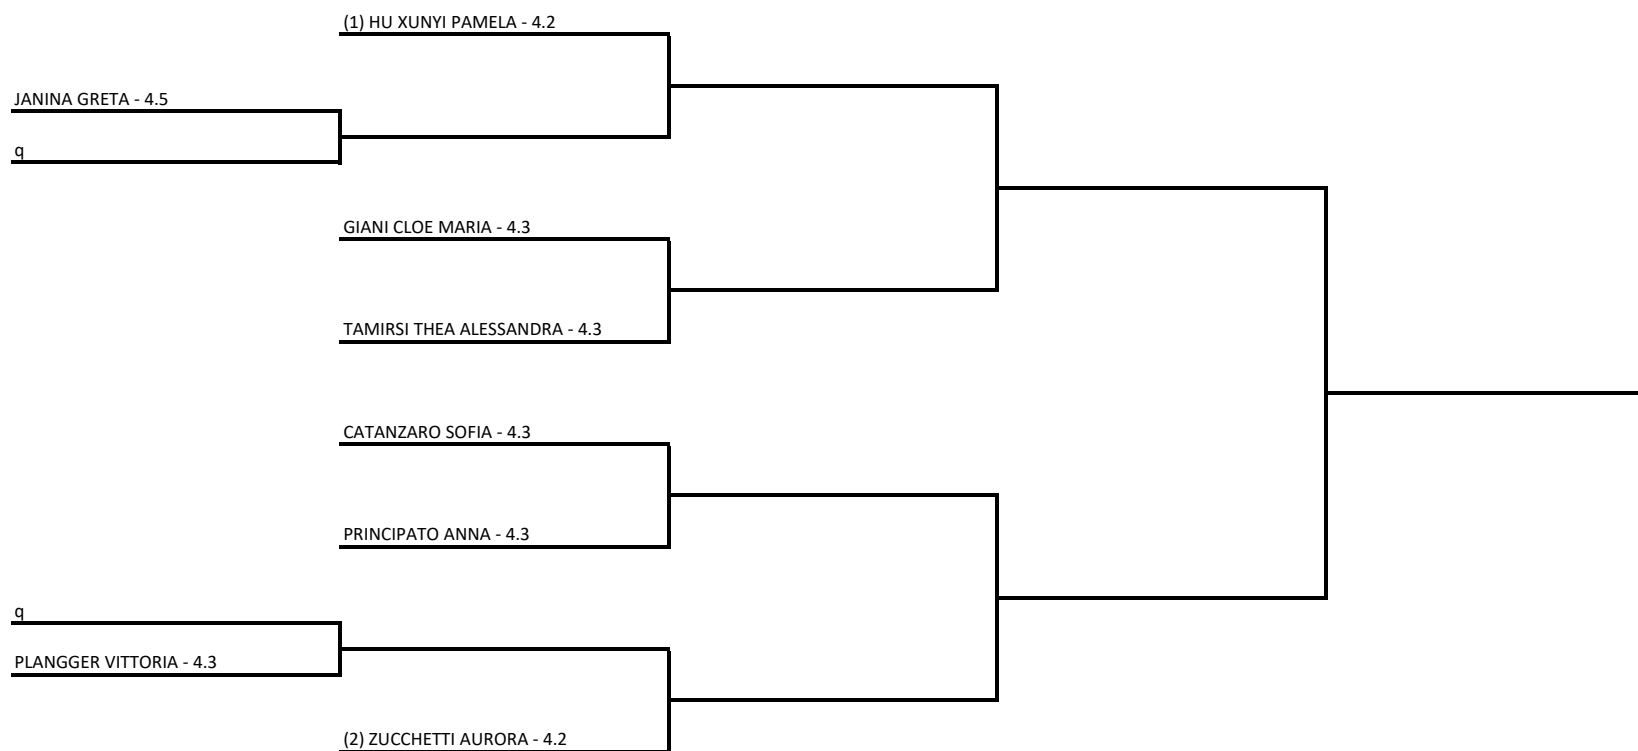 (1) HU XUNYI PAMELA - 4.2
JANINA GRETA - 4.5
q
GIANI CLOE MARIA - 4.3
TAMIRSI THEA ALESSANDRA - 4.3
CATANZARO SOFIA - 4.3
PRINCIPATO ANNA - 4.3
q
PLANGGER VITTORIA - 4.3
(2) ZUCCHETTI AURORA - 4.2